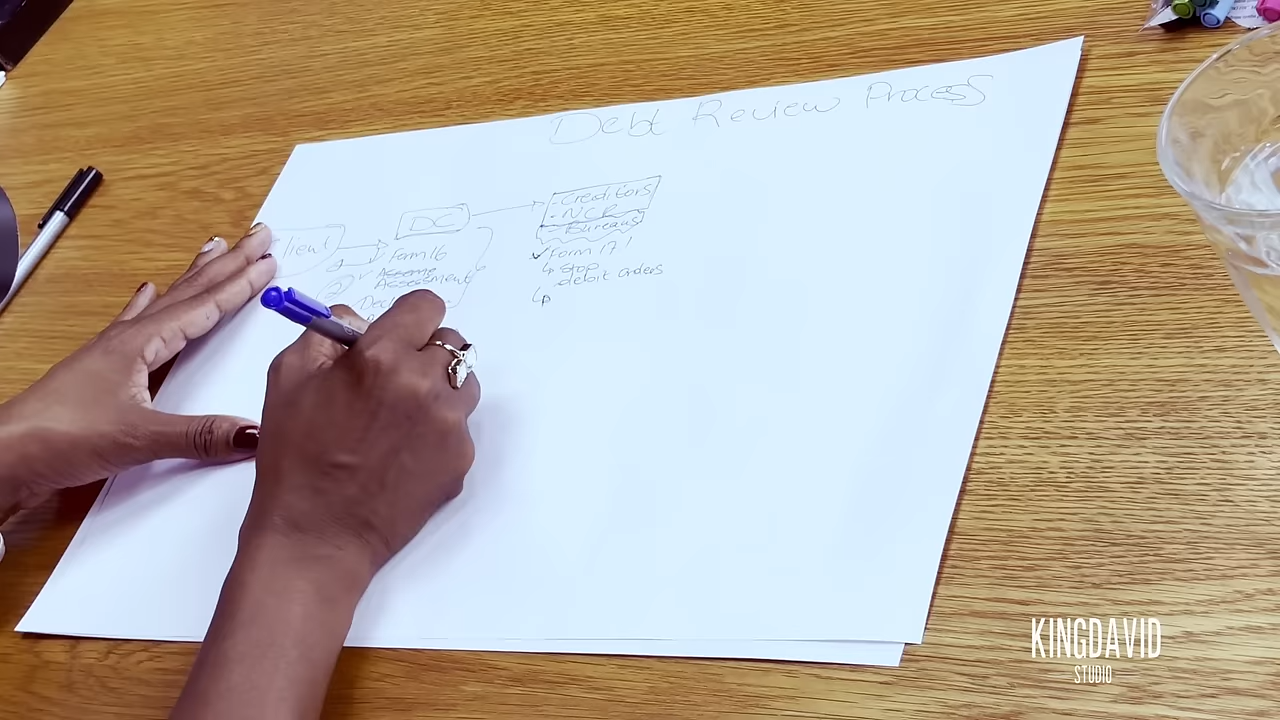 Debt Review Process
Client
DC
Form 16
Assessment
- Creditors
- NCR
- Bureaus
✓ Form 17.1
↳ Stop
debit orders
↳ P
KINGDAVID
STUDIO